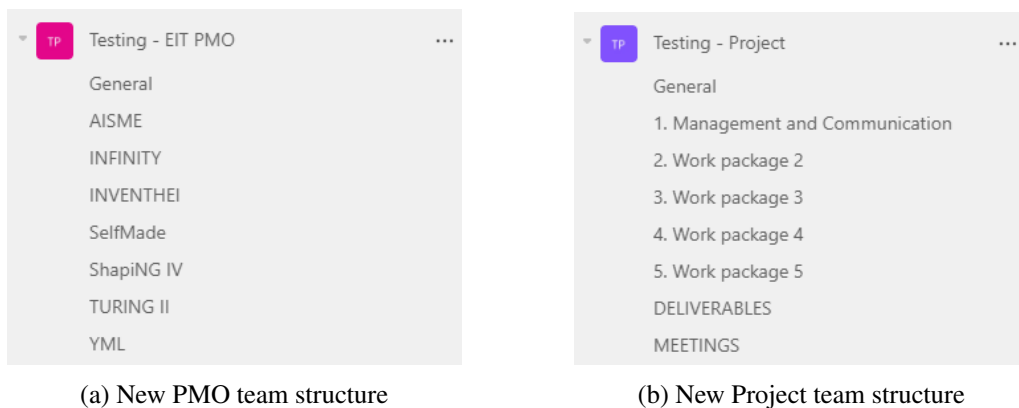 TP Testing - EIT PMO ...
General
AISME
INFINITY
INVENTHEI
SelfMade
ShapiNG IV
TURING II
YML
(a) New PMO team structure
TP Testing - Project ...
General
1. Management and Communication
2. Work package 2
3. Work package 3
4. Work package 4
5. Work package 5
DELIVERABLES
MEETINGS
(b) New Project team structure